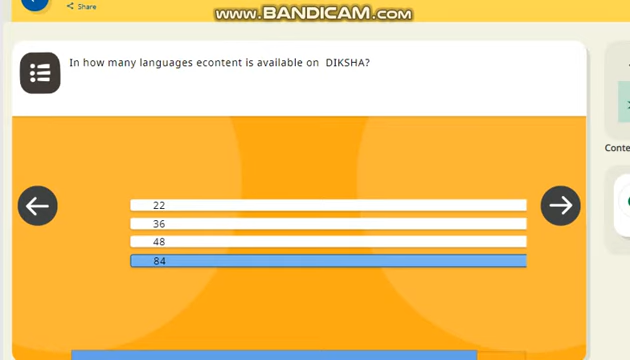 www.BANDICAM.com
Share
In how many languages econtent is available on DIKSHA?
22
36
48
84
Conte